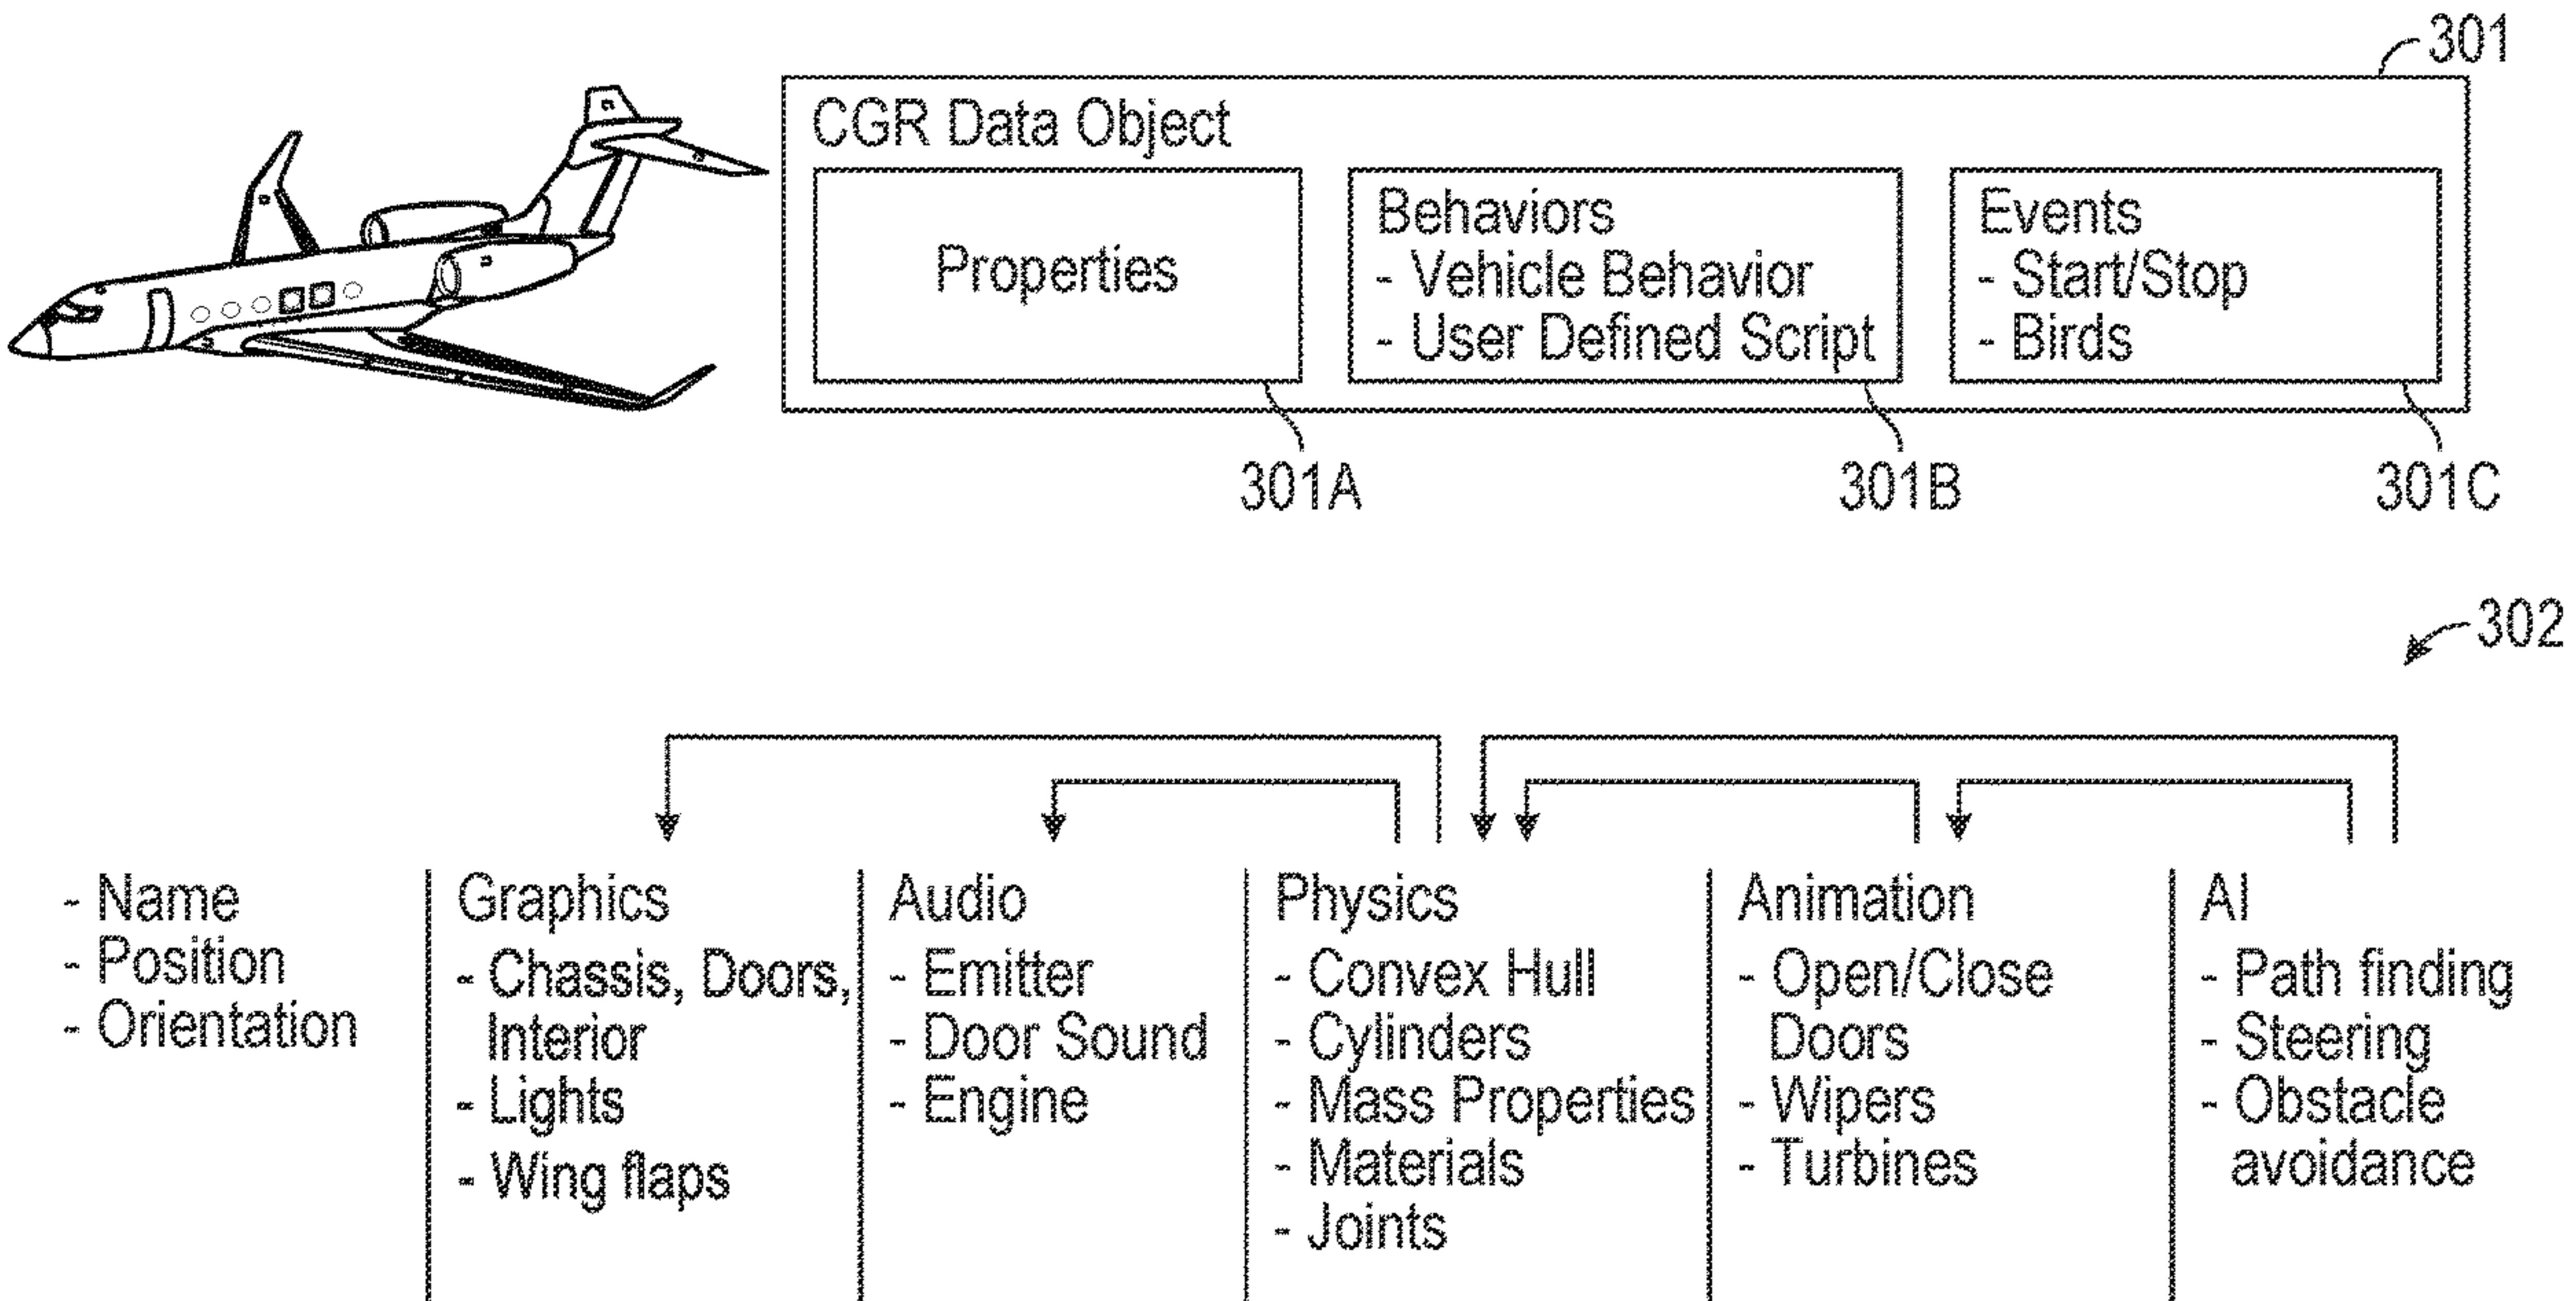 301
CGR Data Object
Properties
Behaviors
- Vehicle Behavior
- User Defined Script
Events
- Start/Stop
- Birds
301A
301B
301C
302
- Name
- Position
- Orientation
Graphics
- Chassis, Doors,
Interior
- Lights
- Wing flaps
Audio
- Emitter
- Door Sound
- Engine
Physics
- Convex Hull
- Cylinders
- Mass Properties
- Materials
- Joints
Animation
- Open/Close
Doors
- Wipers
- Turbines
AI
- Path finding
- Steering
- Obstacle
avoidance